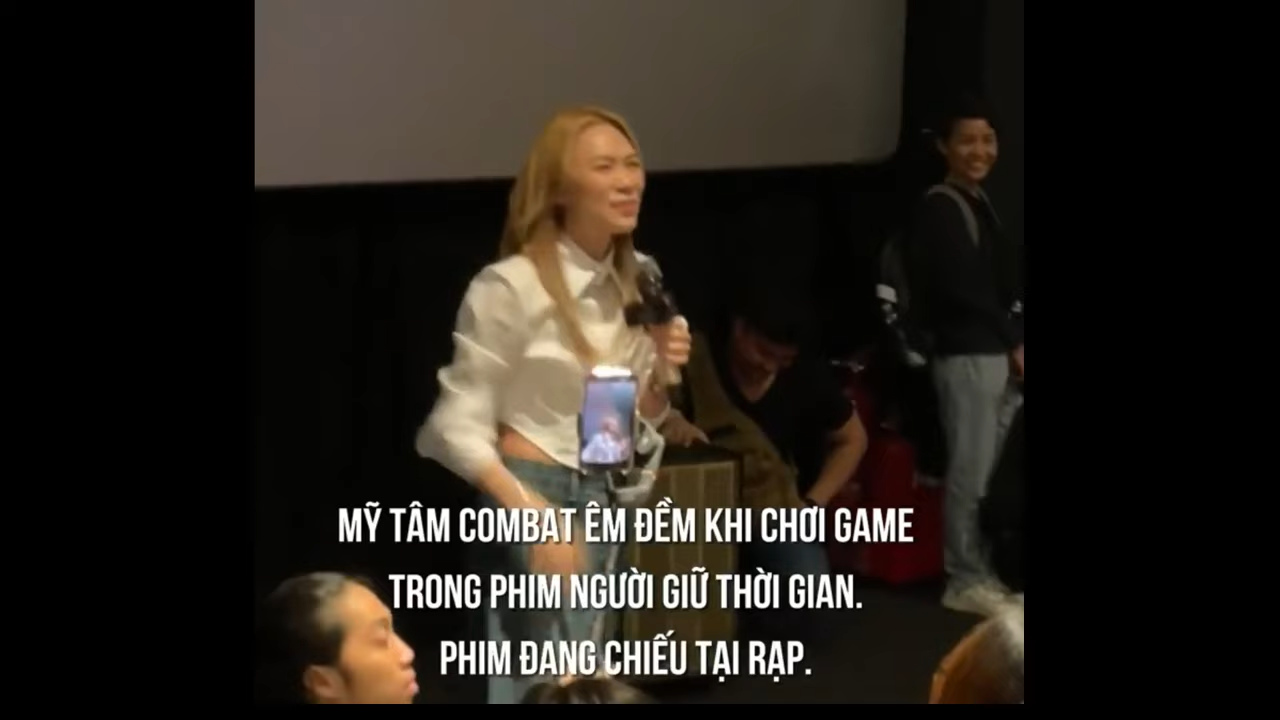 MỸ TÂM COMBAT ÊM ĐỀM KHI CHƠI GAME
TRONG PHIM NGƯỜI GIỮ THỜI GIAN.
PHIM ĐANG CHIẾU TẠI RẠP.